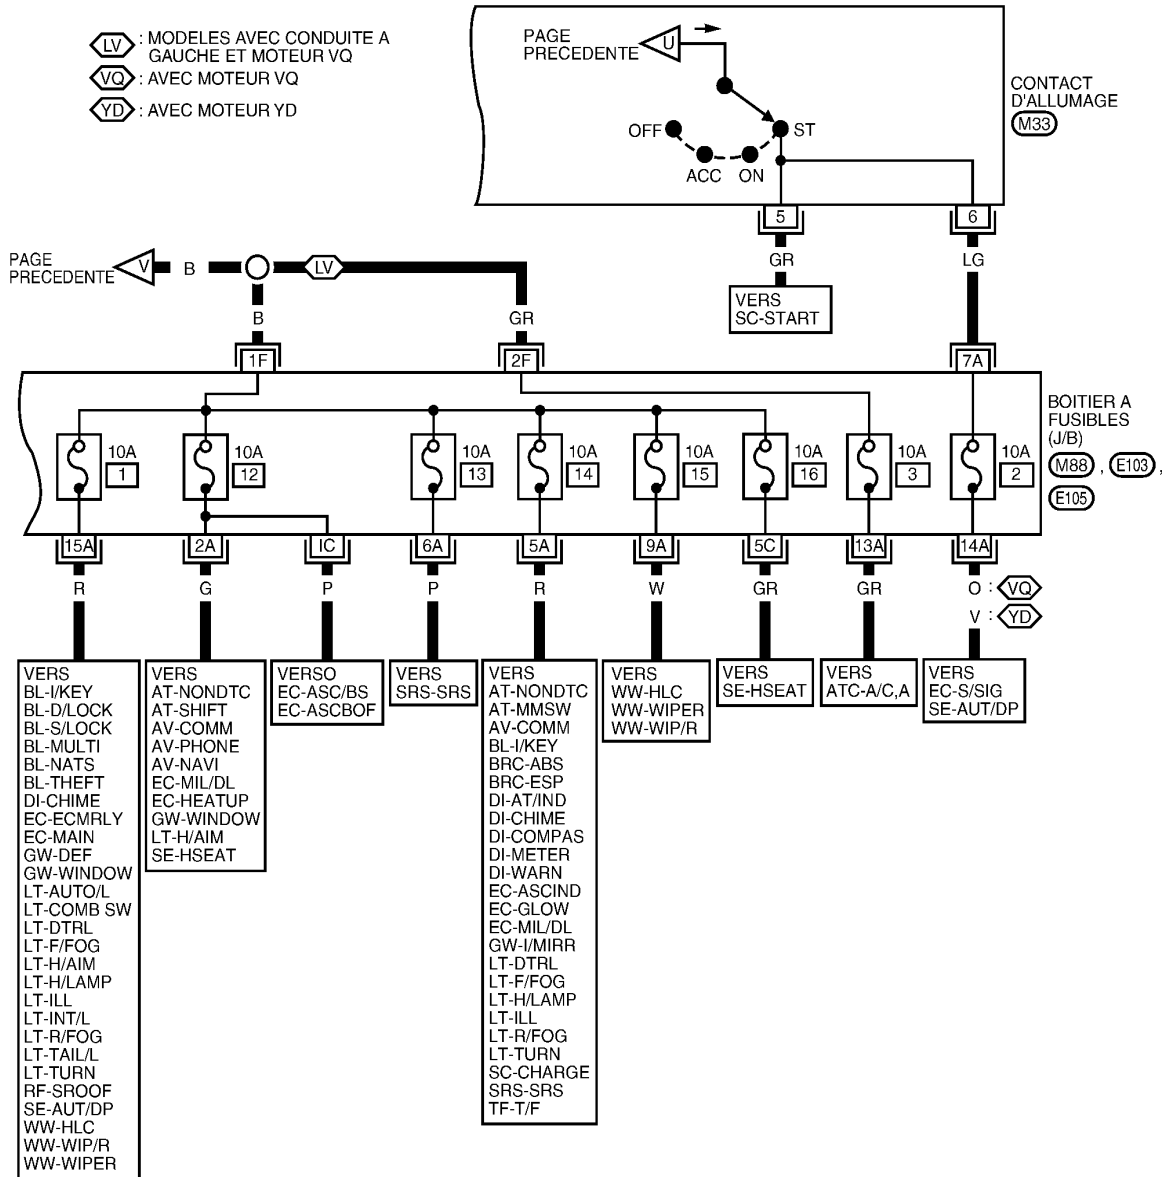 LV : MODELES AVEC CONDUITE A
GAUCHE ET MOTEUR VQ
VQ : AVEC MOTEUR VQ
YD : AVEC MOTEUR YD
PAGE
PRECEDENTE
U
OFF
ACC
ON
ST
CONTACT
D'ALLUMAGE
M33
5
6
GR
LG
VERS
SC-START
PAGE
PRECEDENTE
V
B
LV
B
GR
1F
2F
7A
BOITIER A
FUSIBLES
(J/B)
M88 , E103 ,
E105
10A
1
10A
12
10A
13
10A
14
10A
15
10A
16
10A
3
10A
2
15A
2A
IC
6A
5A
9A
5C
13A
14A
R
G
P
P
R
W
GR
GR
O : VQ
V : YD
VERS
BL-I/KEY
BL-D/LOCK
BL-S/LOCK
BL-MULTI
BL-NATS
BL-THEFT
DI-CHIME
EC-ECMRLY
EC-MAIN
GW-DEF
GW-WINDOW
LT-AUTO/L
LT-COMB SW
LT-DTRL
LT-F/FOG
LT-H/AIM
LT-H/LAMP
LT-ILL
LT-INT/L
LT-R/FOG
LT-TAIL/L
LT-TURN
RF-SROOF
SE-AUT/DP
WW-HLC
WW-WIP/R
WW-WIPER
VERS
AT-NONDTC
AT-SHIFT
AV-COMM
AV-PHONE
AV-NAVI
EC-MIL/DL
EC-HEATUP
GW-WINDOW
LT-H/AIM
SE-HSEAT
VERSO
EC-ASC/BS
EC-ASCBOF
VERS
SRS-SRS
VERS
AT-NONDTC
AT-MMSW
AV-COMM
BL-I/KEY
BRC-ABS
BRC-ESP
DI-AT/IND
DI-CHIME
DI-COMPAS
DI-METER
DI-WARN
EC-ASCIND
EC-GLOW
EC-MIL/DL
GW-I/MIRR
LT-DTRL
LT-F/FOG
LT-H/LAMP
LT-ILL
LT-R/FOG
LT-TURN
SC-CHARGE
SRS-SRS
TF-T/F
VERS
WW-HLC
WW-WIPER
WW-WIP/R
VERS
SE-HSEAT
VERS
ATC-A/C,A
VERS
EC-S/SIG
SE-AUT/DP